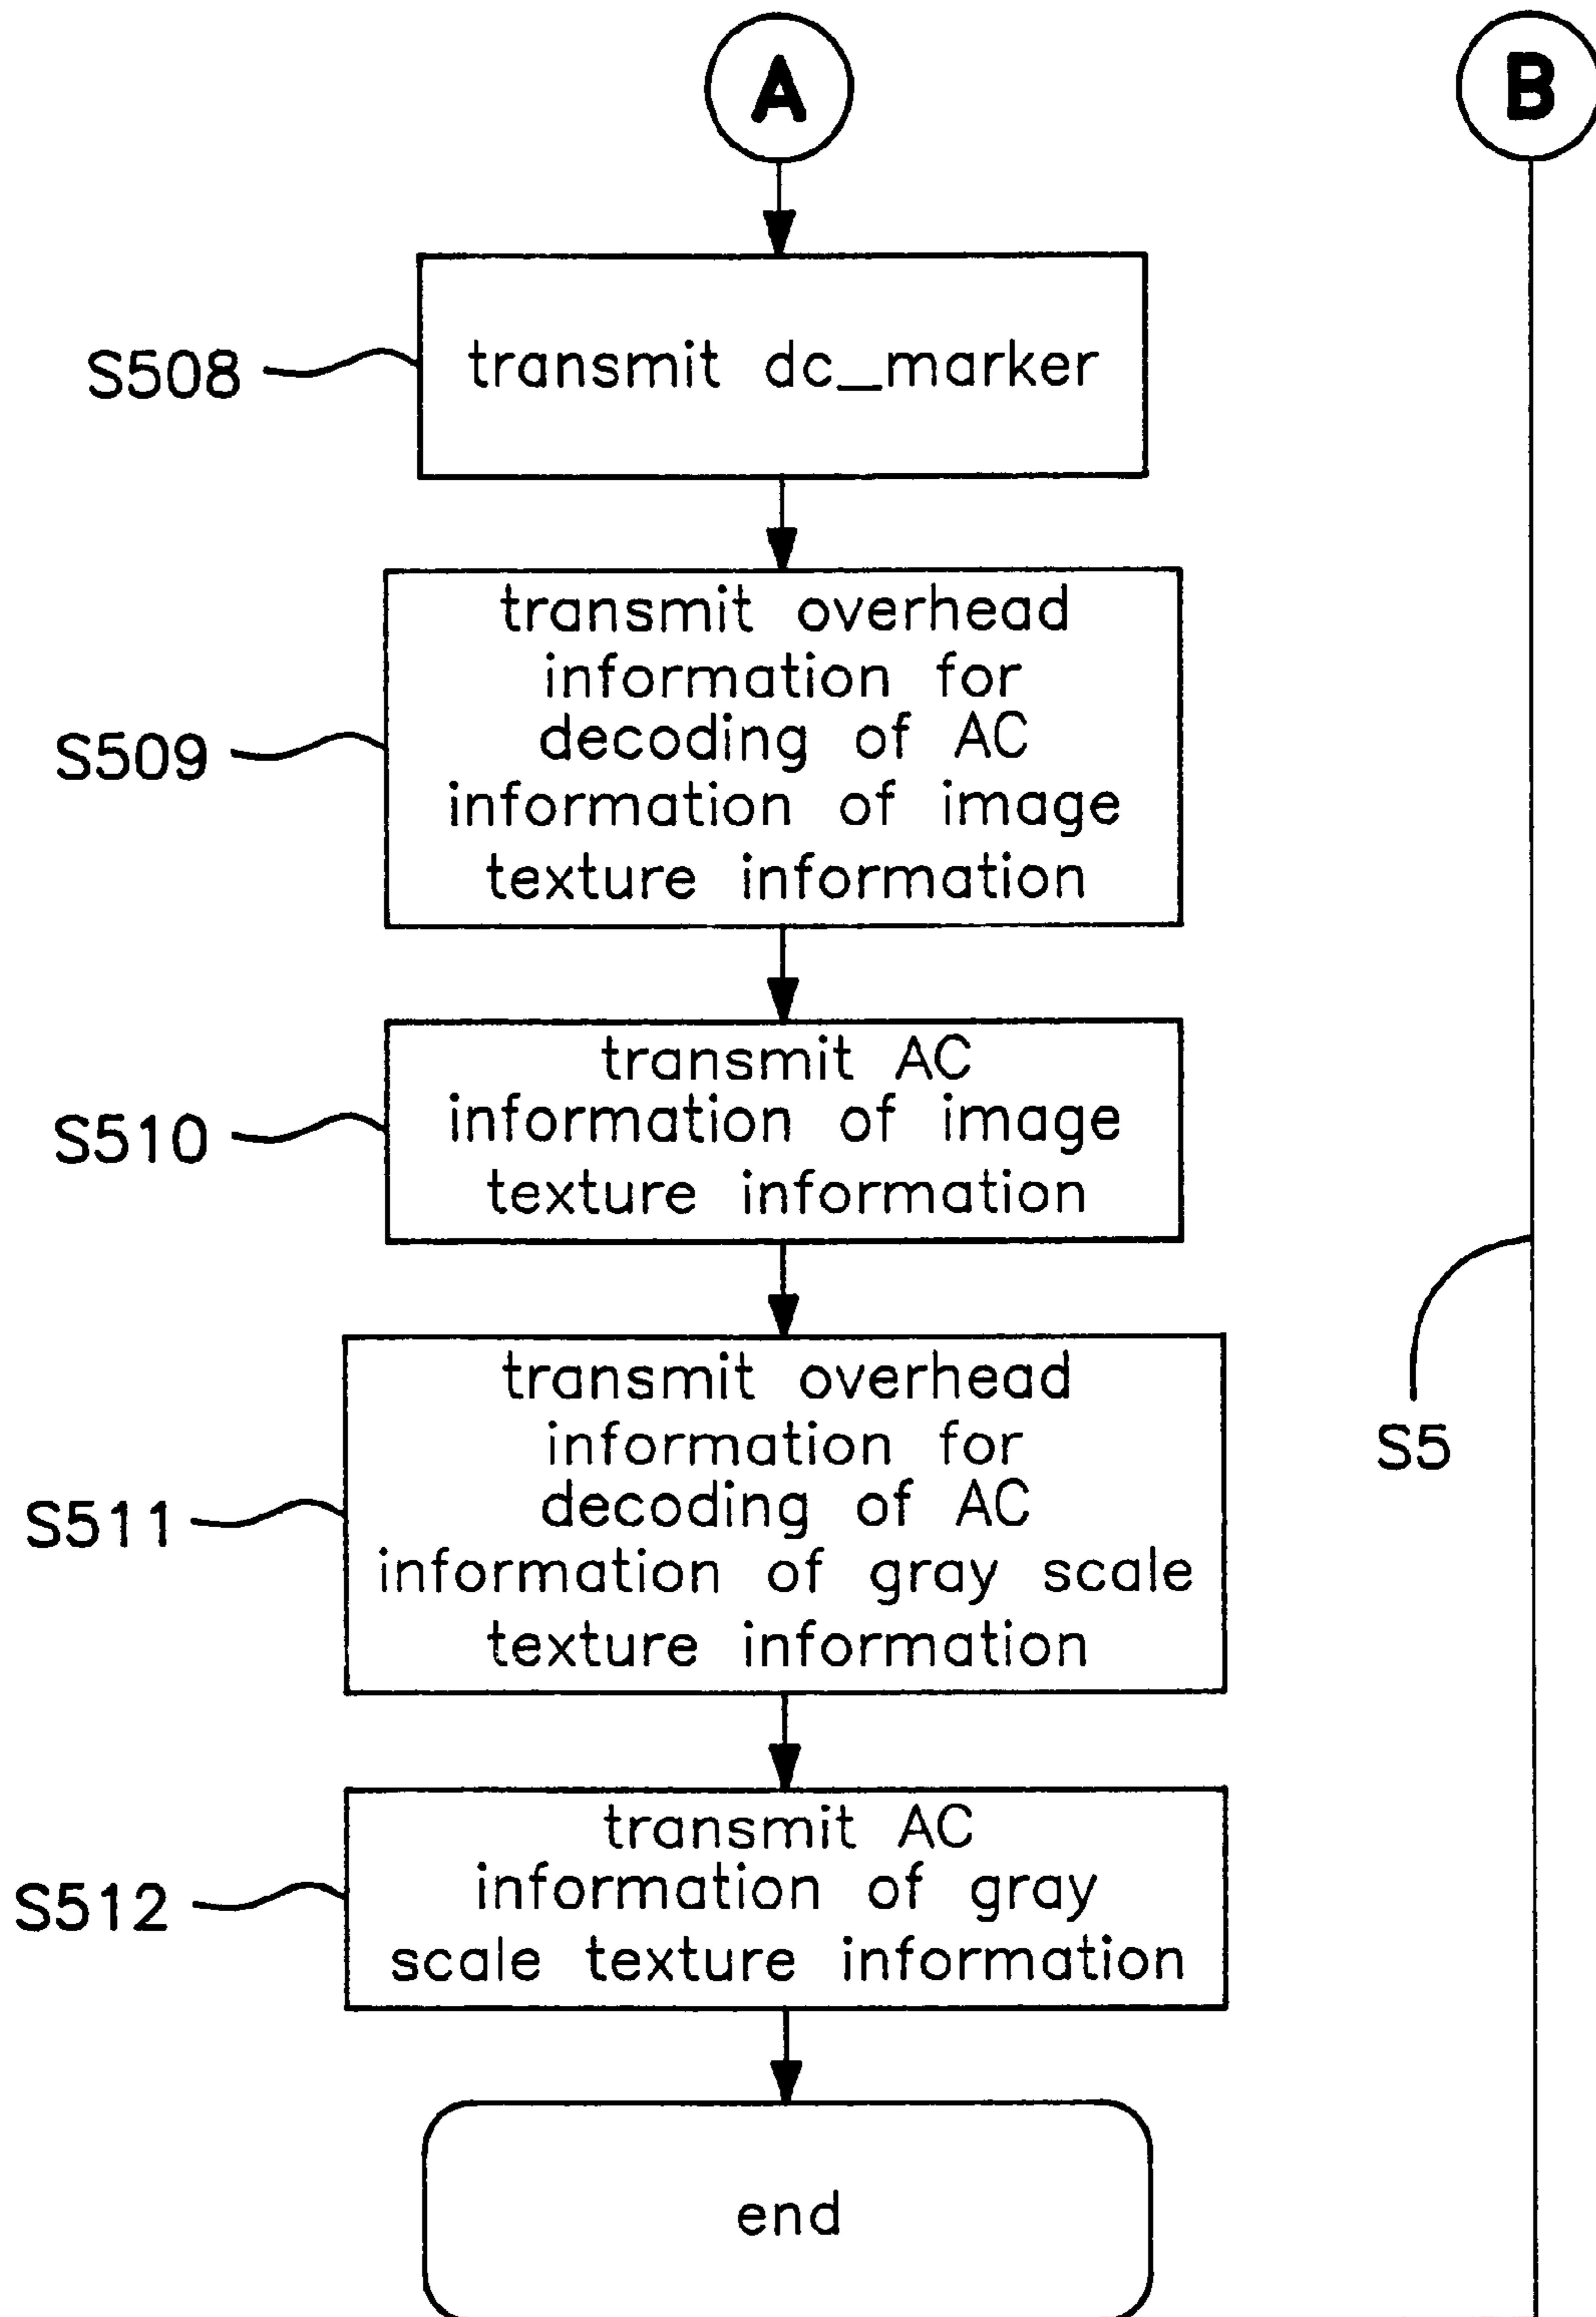 A
B
S508
transmit dc_marker
S509
transmit overhead
information for
decoding of AC
information of image
texture information
S510
transmit AC
information of image
texture information
S5
S511
transmit overhead
information for
decoding of AC
information of gray scale
texture information
S512
transmit AC
information of gray
scale texture information
end